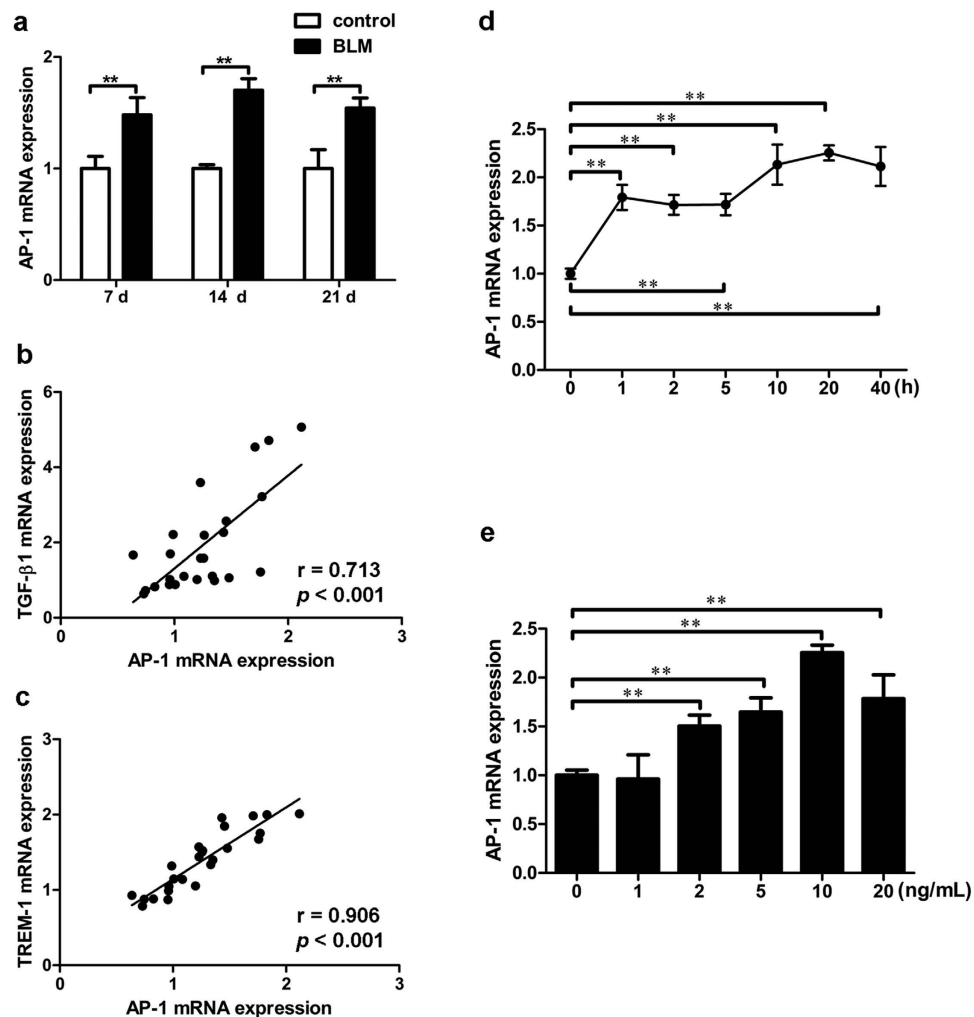 a
control
BLM
AP-1 mRNA expression
2
1
0
**
**
**
7 d
14 d
21 d
b
TGF-β1 mRNA expression
6
4
2
0
r = 0.713
p < 0.001
0
1
2
3
AP-1 mRNA expression
c
TREM-1 mRNA expression
3
2
1
0
r = 0.906
p < 0.001
0
1
2
3
AP-1 mRNA expression
d
AP-1 mRNA expression
2.5
2.0
1.5
1.0
0.5
0.0
**
**
**
**
**
**
0
1
2
5
10
20
40 (h)
e
AP-1 mRNA expression
2.5
2.0
1.5
1.0
0.5
0.0
**
**
**
**
0
1
2
5
10
20 (ng/mL)